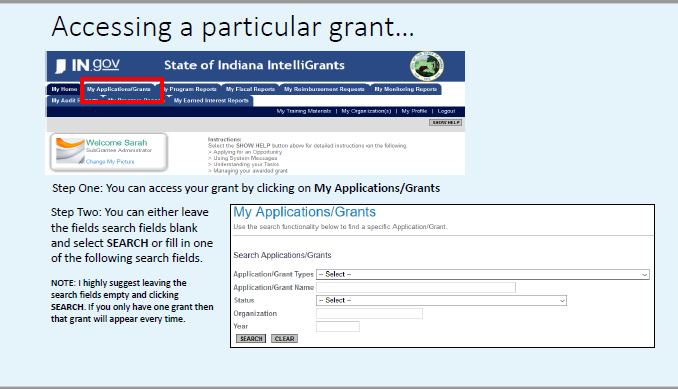 Accessing a particular grant...
IN.gov State of Indiana IntelliGrants
My Home My Applications/Grants My Program Reports My Fiscal Reports My Reimbursement Requests My Monitoring Reports
My Audit My Earned Interest Reports
My Training Materials | My Organization(s) | My Profile | Logout
SHOW HELP
Welcome Sarah
SubGrantee Administrator
Change My Picture
Instructions:
Select the SHOW HELP button above for detailed instructions on the following.
> Applying for an Opportunity
> Using System Messages
> Understanding your Tasks
> Managing your awarded grant
Step One: You can access your grant by clicking on My Applications/Grants
Step Two: You can either leave
the fields search fields blank
and select SEARCH or fill in one
of the following search fields.
NOTE: I highly suggest leaving the
search fields empty and clicking
SEARCH. If you only have one grant then
that grant will appear every time.
My Applications/Grants
Use the search functionality below to find a specific Application/Grant.
Search Applications/Grants
Application/Grant Types -- Select --
Application/Grant Name
Status -- Select --
Organization
Year
SEARCH CLEAR